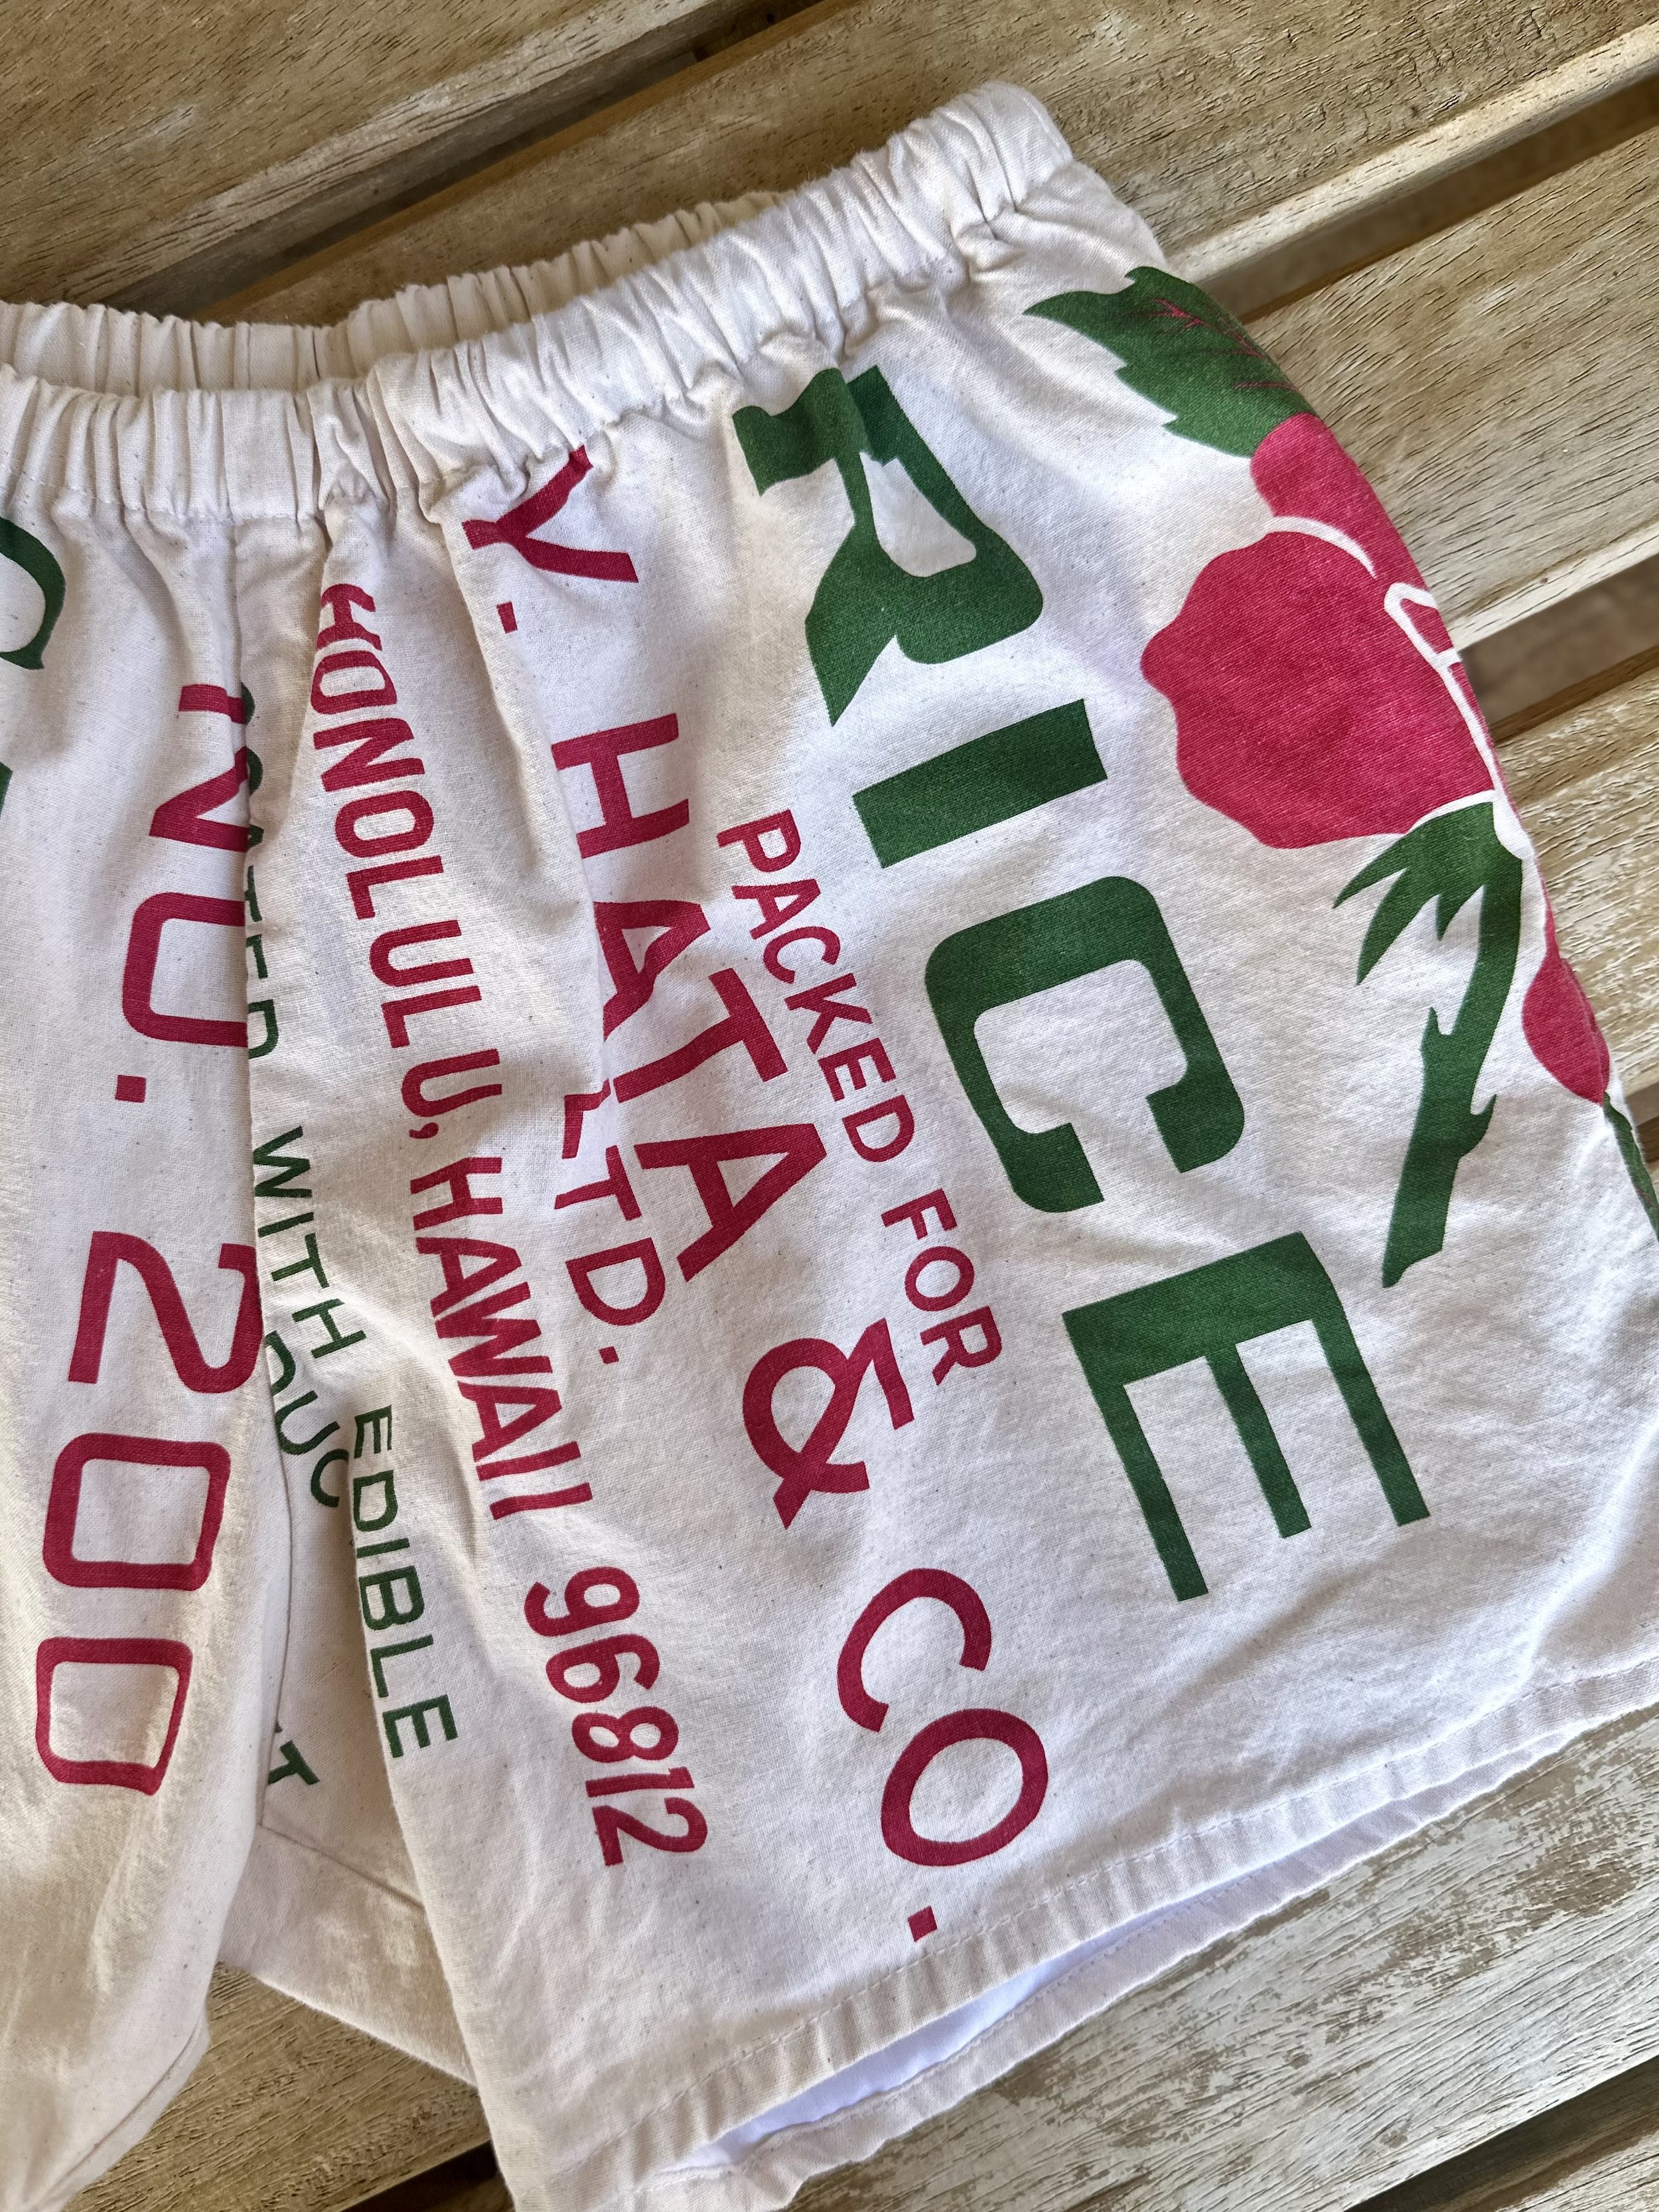 RICE
PACKED FOR
Y. HATA & CO.
LTD.
HONOLULU, HAWAII 96812
WITH EDIBLE
NO. 200